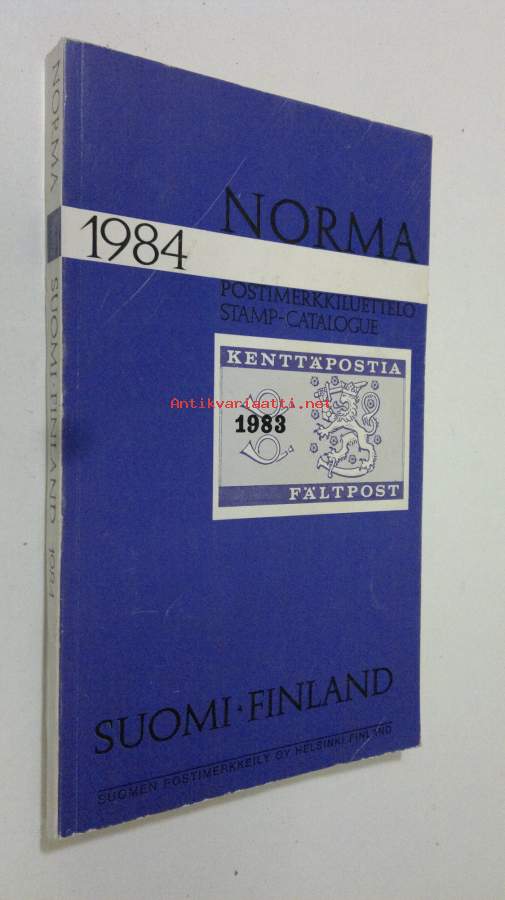 NORMA SUOMI·FINLAND 1984
NORMA
1984
POSTIMERKKILUETTELO
STAMP-CATALOGUE
KENTTÄPOSTIA
Antikvariaatti.net
1983
FÄLTPOST
SUOMI·FINLAND
SUOMEN POSTIMERKKEILY OY HELSINKI FINLAND